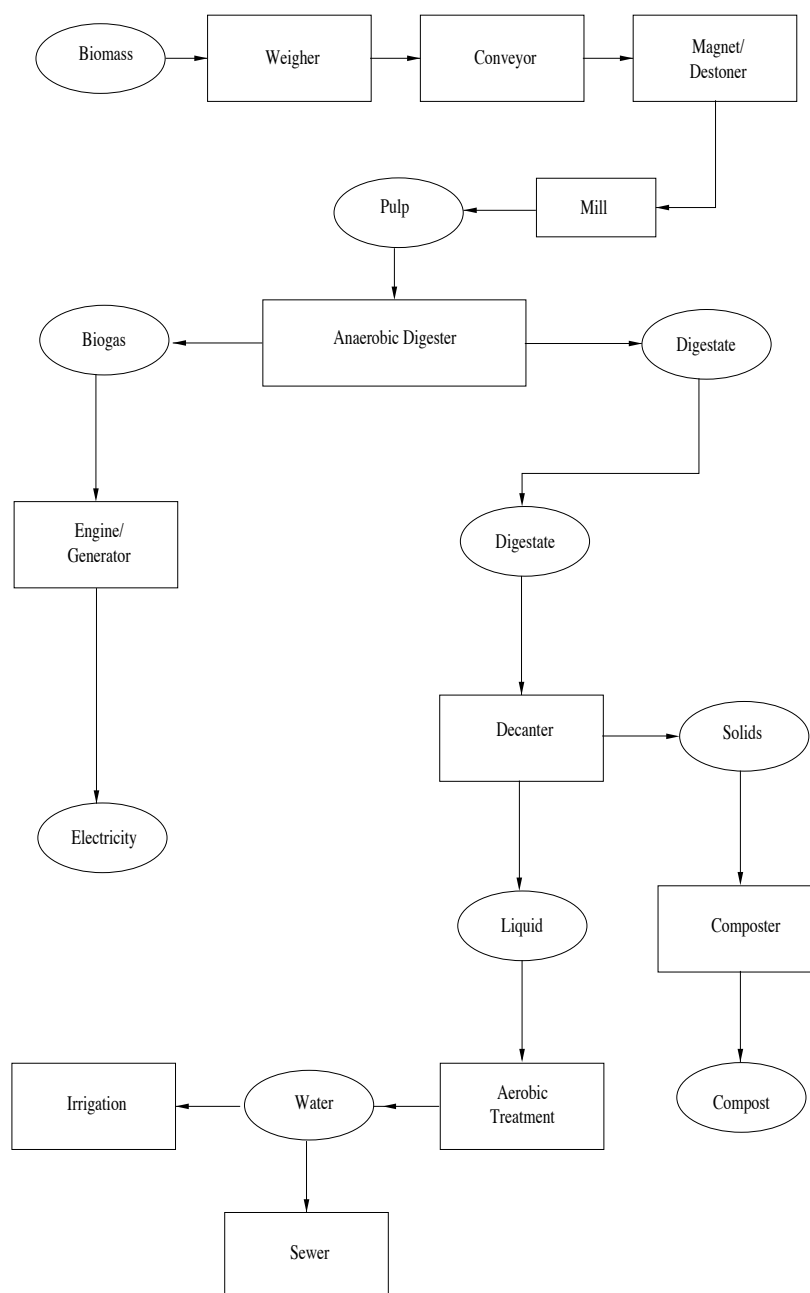 Biomass
Weigher
Conveyor
Magnet/
Destoner
Pulp
Mill
Biogas
Anaerobic Digester
Digestate
Engine/
Generator
Digestate
Decanter
Solids
Electricity
Liquid
Composter
Irrigation
Water
Aerobic
Treatment
Compost
Sewer